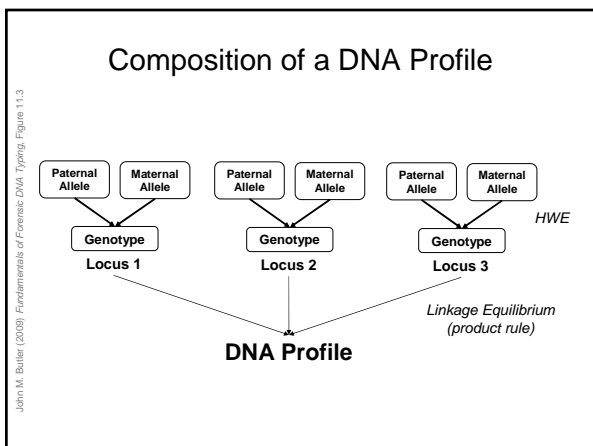 Composition of a DNA Profile
John M. Butler (2009) Fundamentals of Forensic DNA Typing, Figure 11.3
Paternal Allele
Maternal Allele
Paternal Allele
Maternal Allele
Paternal Allele
Maternal Allele
HWE
Genotype
Genotype
Genotype
Locus 1
Locus 2
Locus 3
Linkage Equilibrium
(product rule)
DNA Profile